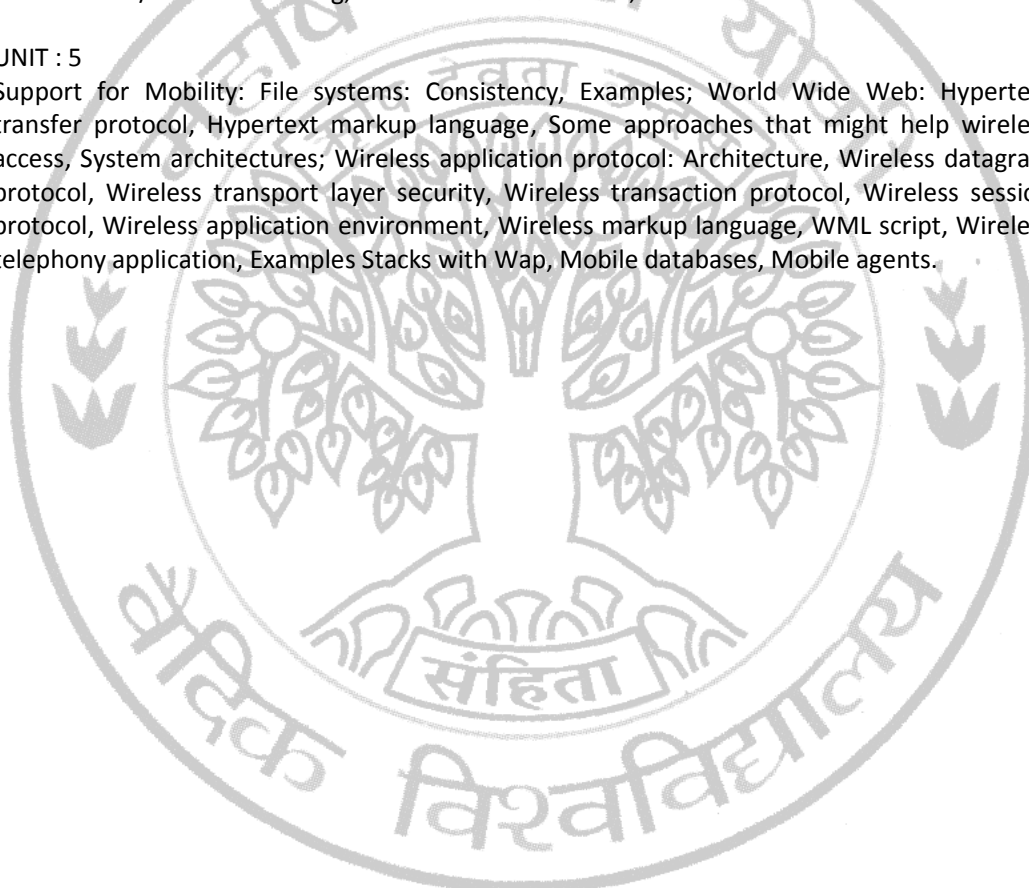 UNIT : 5
Support for Mobility: File systems: Consistency, Examples; World Wide Web: Hyperte
transfer protocol, Hypertext markup language, Some approaches that might help wirele
access, System architectures; Wireless application protocol: Architecture, Wireless datagra
protocol, Wireless transport layer security, Wireless transaction protocol, Wireless sessio
protocol, Wireless application environment, Wireless markup language, WML script, Wirele
telephony application, Examples Stacks with Wap, Mobile databases, Mobile agents.
संहिता
वैदिक विश्वविद्यालय